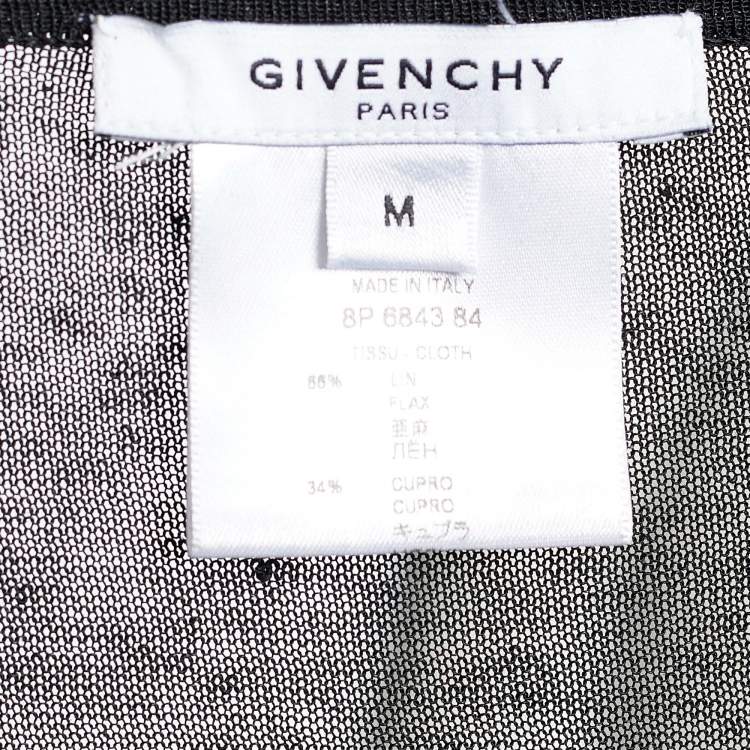 GIVENCHY
PARIS
M
MADE IN ITALY
8P 6843 84
TISSU - CLOTH
66% LIN
FLAX
亜麻
ЛЁН
34% CUPRO
CUPRO
キュプラ